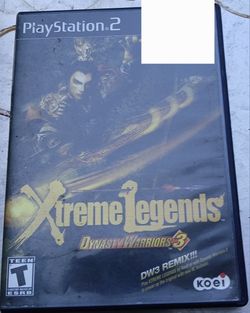 PlayStation 2
Xtreme Legends
DYNASTY WARRIORS 3
DW3 REMIX!!!
TEEN
T
ESRB
KOEI